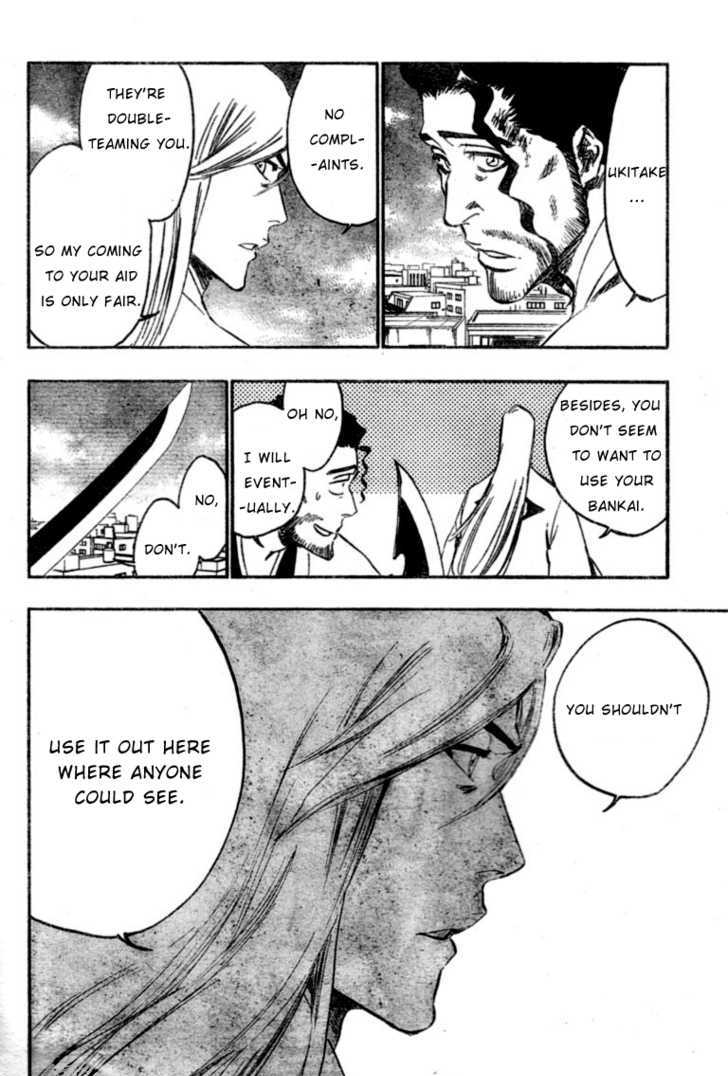 UKITAKE
...
NO
COMPL-
-AINTS.
THEY'RE
DOUBLE-
TEAMING YOU.
SO MY COMING
TO YOUR AID
IS ONLY FAIR.
BESIDES, YOU
DON'T SEEM
TO WANT TO
USE YOUR
BANKAI.
OH NO,
I WILL
EVENT-
-UALLY.
NO,
DON'T.
YOU SHOULDN'T
USE IT OUT HERE
WHERE ANYONE
COULD SEE.